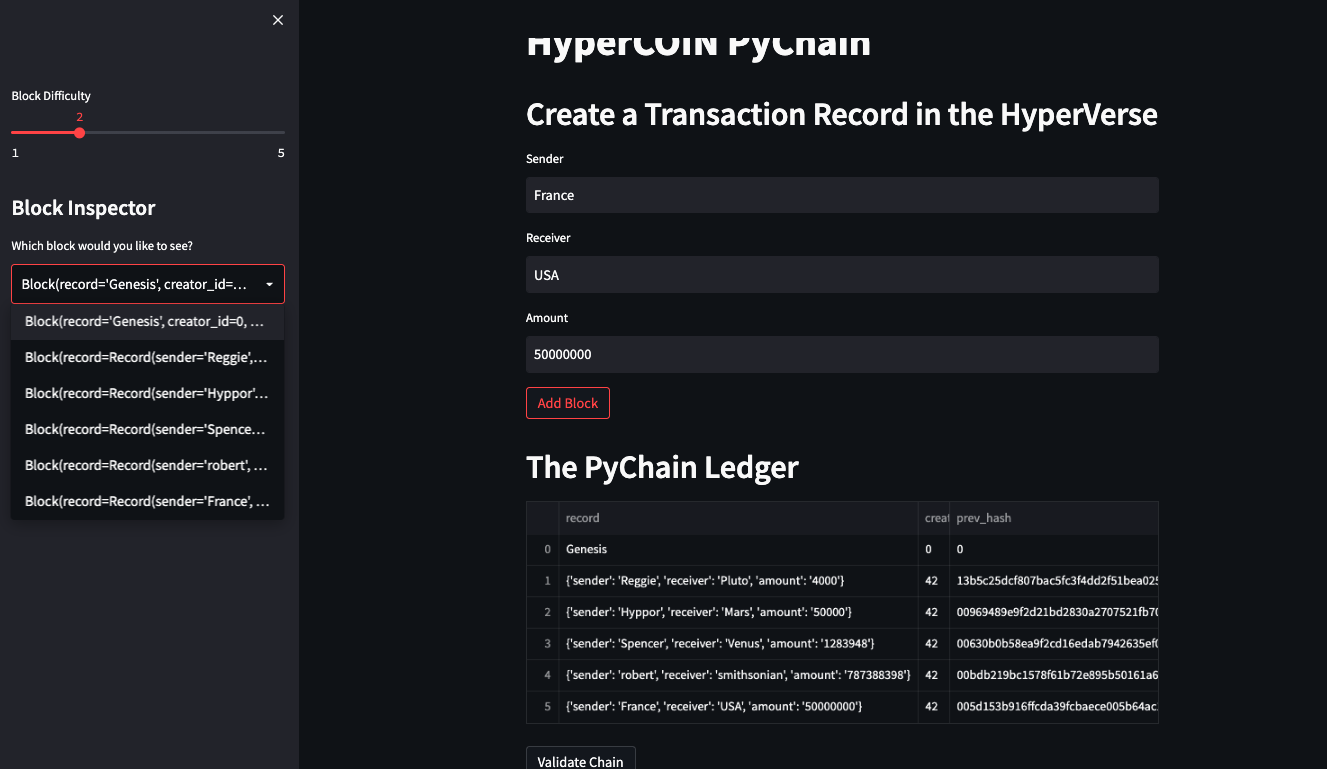 Block Difficulty
2
1 5
Block Inspector
Which block would you like to see?
Block(record='Genesis', creator_id=...
Block(record='Genesis', creator_id=0, ...
Block(record=Record(sender='Reggie',...
Block(record=Record(sender='Hyppor'...
Block(record=Record(sender='Spence...
Block(record=Record(sender='robert', ...
Block(record=Record(sender='France', ...
HyperCOIN PyChain
Create a Transaction Record in the HyperVerse
Sender
France
Receiver
USA
Amount
50000000
Add Block
The PyChain Ledger
record creat prev_hash
0 Genesis 0 0
1 {'sender': 'Reggie', 'receiver': 'Pluto', 'amount': '4000'} 42 13b5c25dcf807bac5fc3f4dd2f51bea025
2 {'sender': 'Hyppor', 'receiver': 'Mars', 'amount': '50000'} 42 00969489e9f2d21bd2830a2707521fb70
3 {'sender': 'Spencer', 'receiver': 'Venus', 'amount': '1283948'} 42 00630b0b58ea9f2cd16edab7942635ef0
4 {'sender': 'robert', 'receiver': 'smithsonian', 'amount': '787388398'} 42 00bdb219bc1578f61b72e895b50161a6
5 {'sender': 'France', 'receiver': 'USA', 'amount': '50000000'} 42 005d153b916ffcda39fcbaece005b64ac
Validate Chain